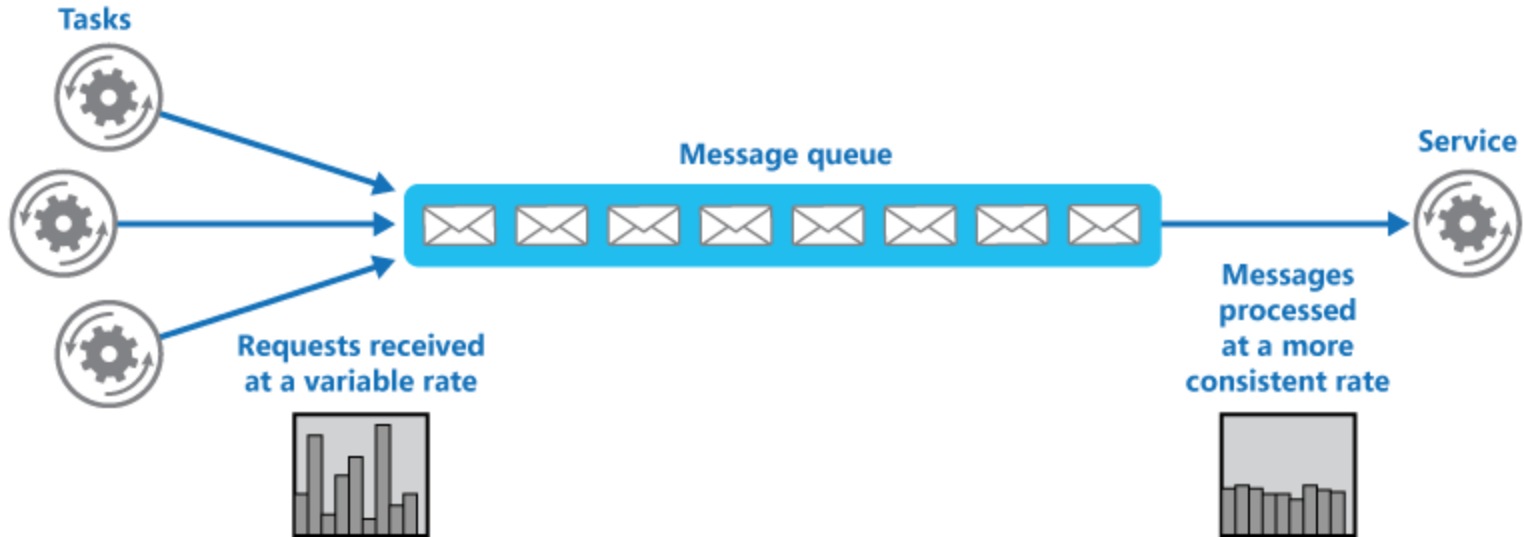 Tasks
Message queue
Service
Requests received
at a variable rate
Messages
processed
at a more
consistent rate